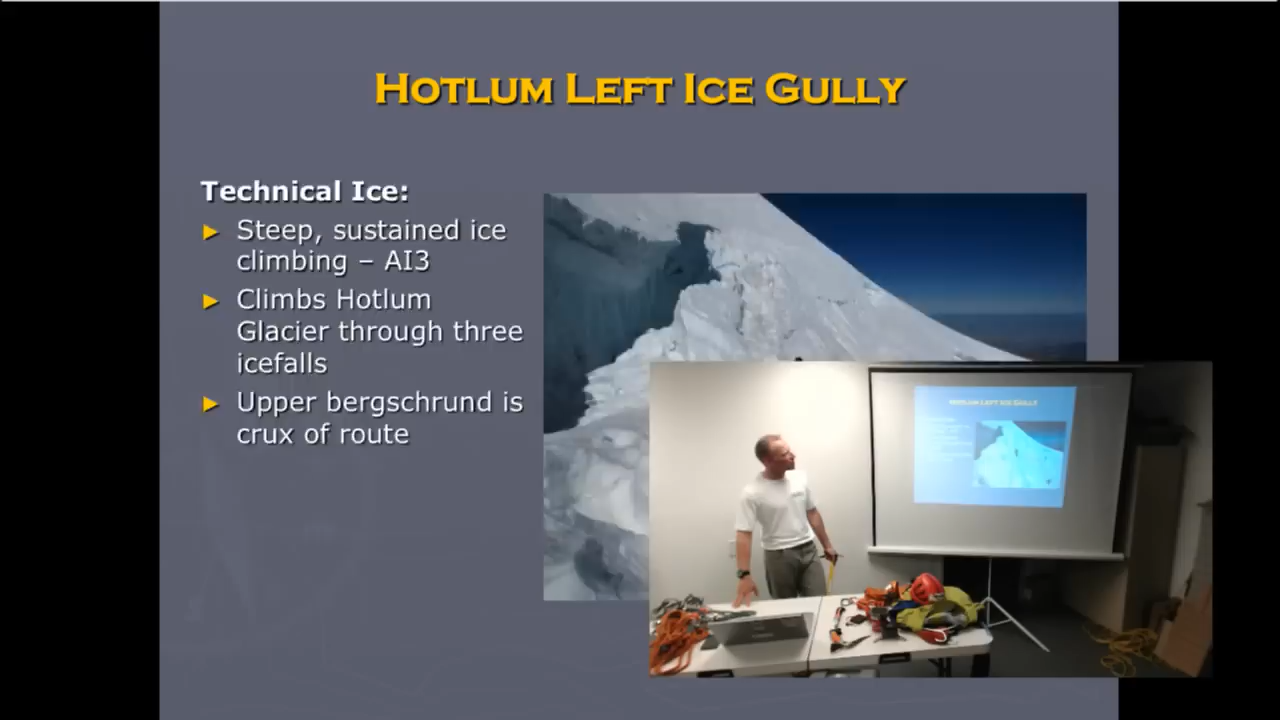 HOTLUM LEFT ICE GULLY
Technical Ice:
► Steep, sustained ice
climbing – AI3
► Climbs Hotlum
Glacier through three
icefalls
► Upper bergschrund is
crux of route
HOTLUM LEFT ICE GULLY